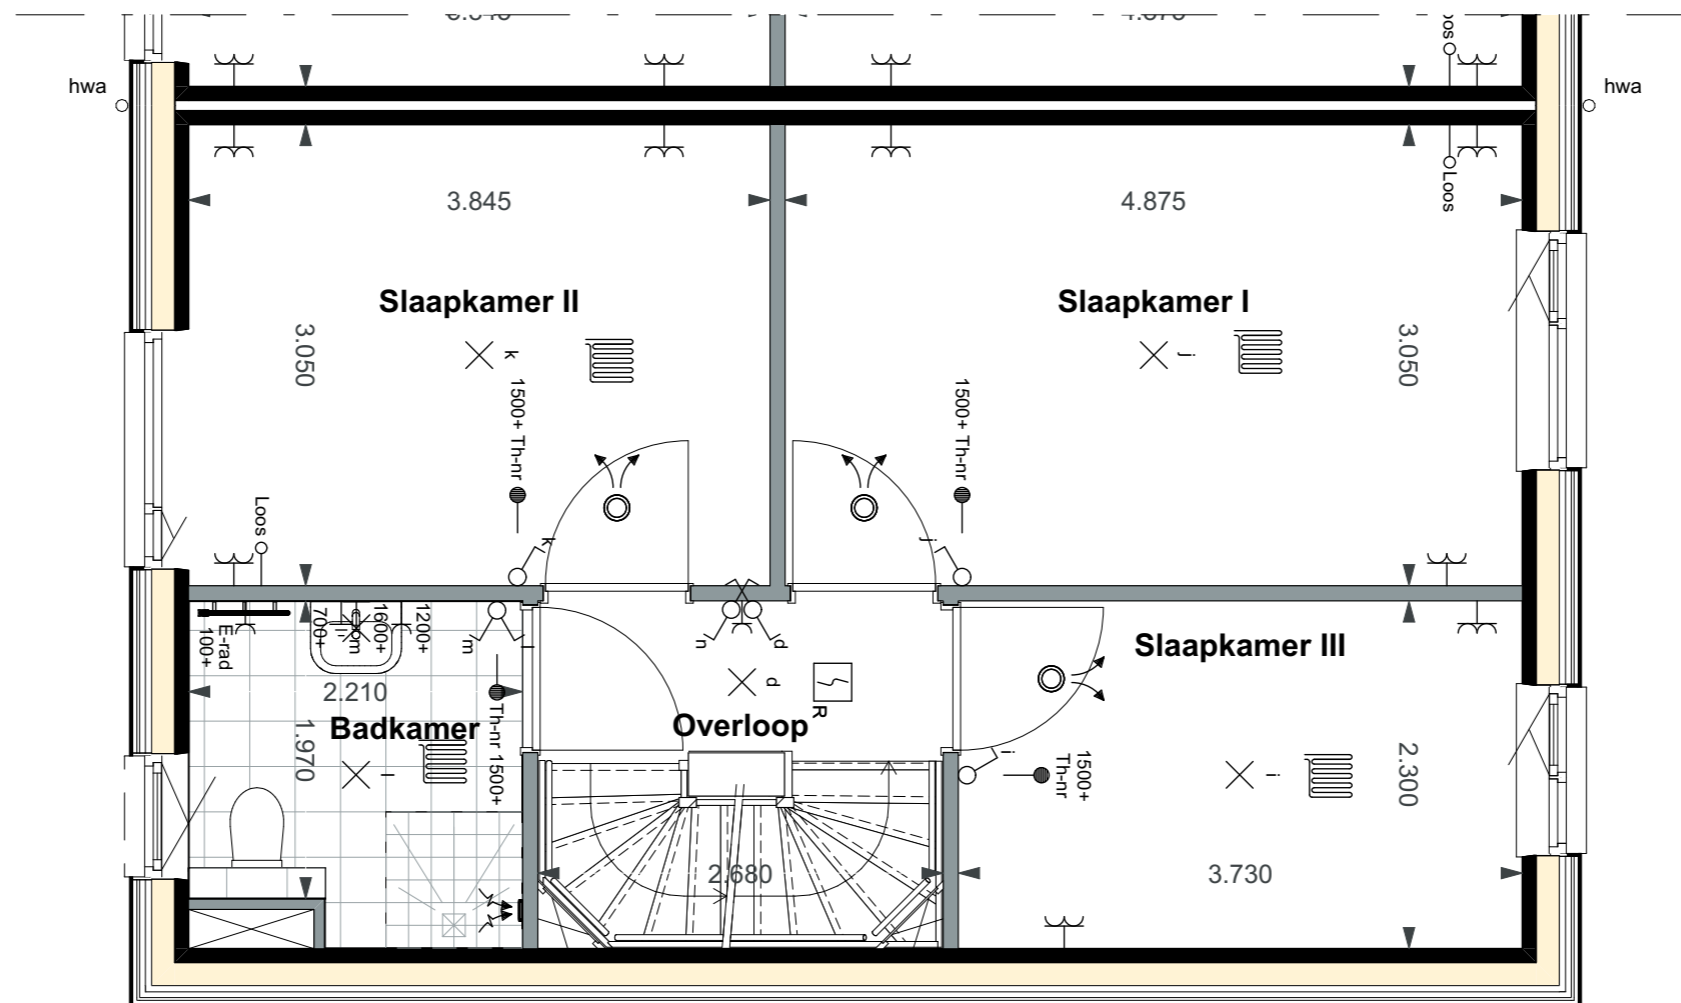 hwa
hwa
Loos
3.845
4.875
Slaapkamer II
Slaapkamer I
3.050
3.050
k
j
1500+ Th-nr
1500+ Th-nr
Loos
k
j
E-rad
100+
700+
m
1600+
1200+
m
l
n
d
Slaapkamer III
2.210
d
R
Badkamer
Overloop
1.970
Th-nr 1500+
l
i
1500+
Th-nr
i
2.300
2.680
3.730